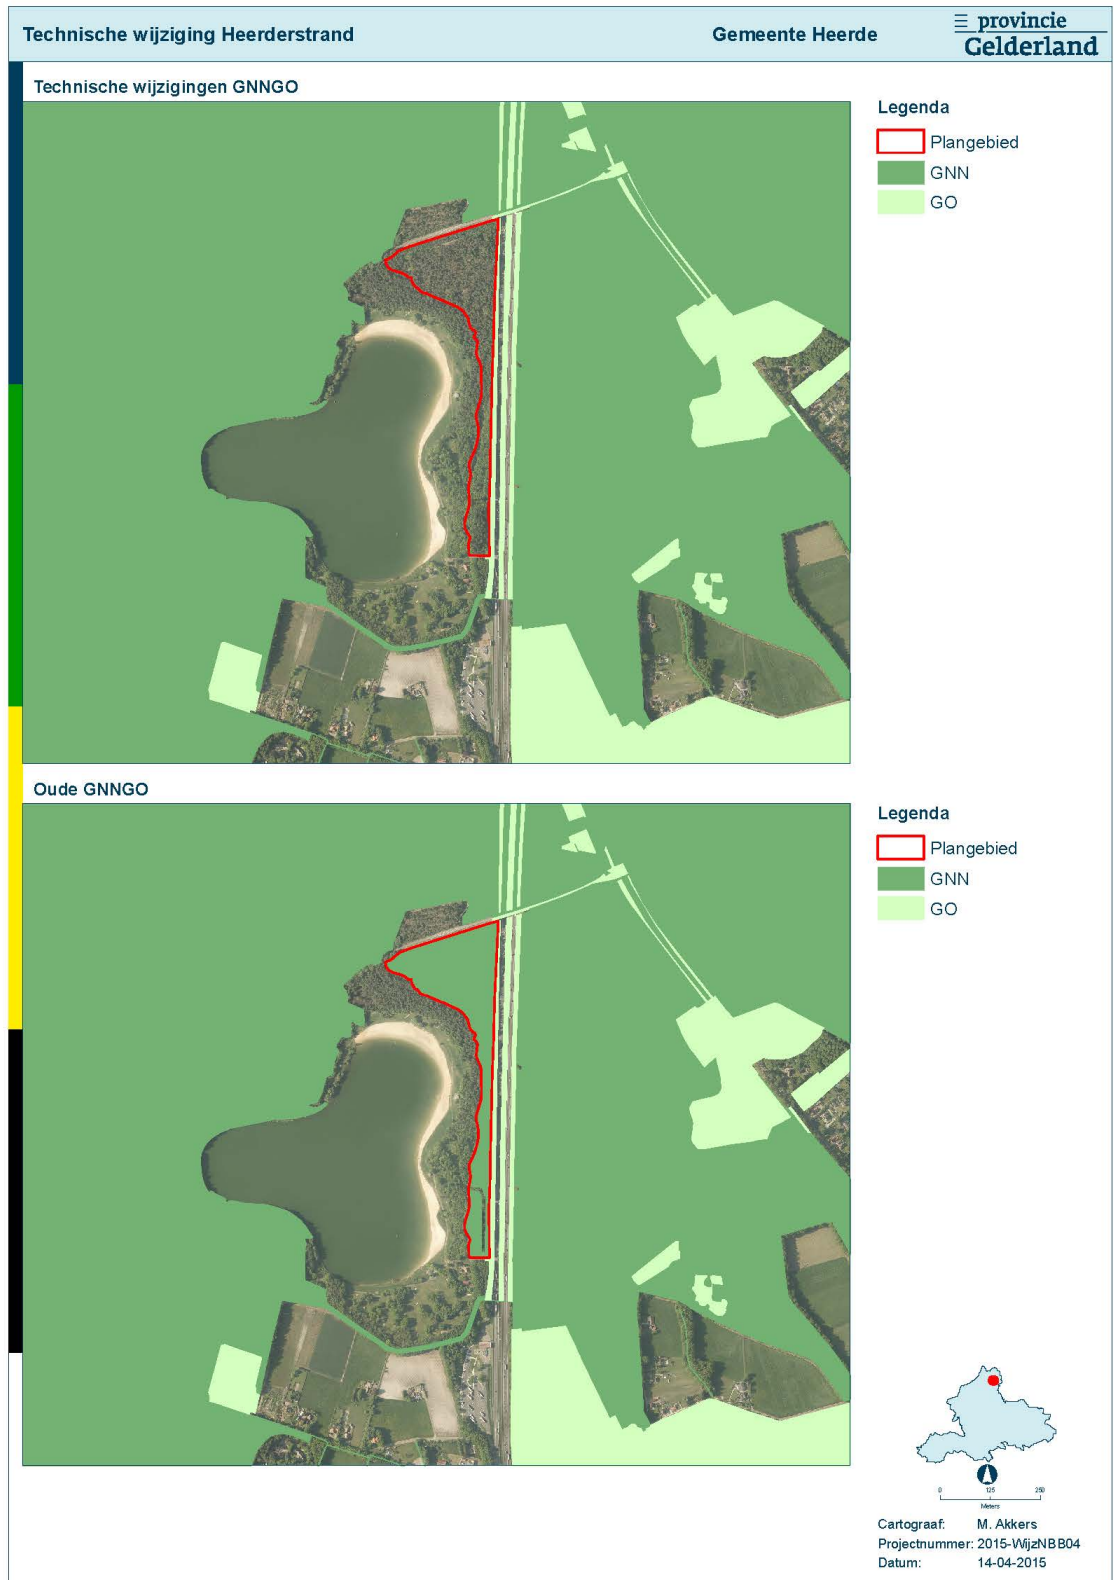 Technische wijziging Heerderstrand
Gemeente Heerde
provincie
Gelderland
Technische wijzigingen GNNGO
Legenda
Plangebied
GNN
GO
Oude GNNGO
Legenda
Plangebied
GNN
GO
0 125 250
Meters
Cartograaf: M. Akkers
Projectnummer: 2015-WijzNBB04
Datum: 14-04-2015